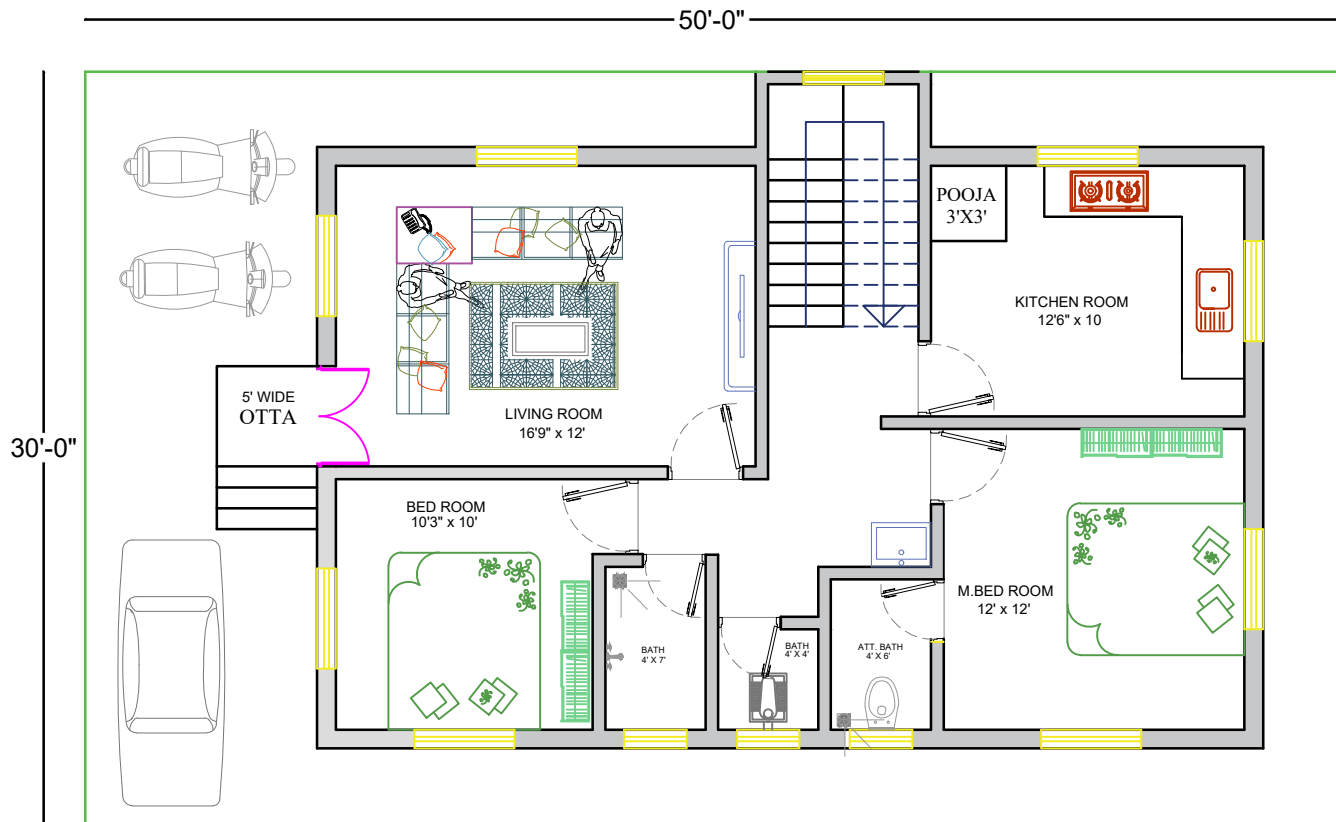 50'-0"
30'-0"
POOJA
3'X3'
KITCHEN ROOM
12'6" x 10
5' WIDE
OTTA
LIVING ROOM
16'9" x 12'
BED ROOM
10'3" x 10'
M.BED ROOM
12' x 12'
BATH
4' X 7'
BATH
4' X 4'
ATT. BATH
4' X 6'